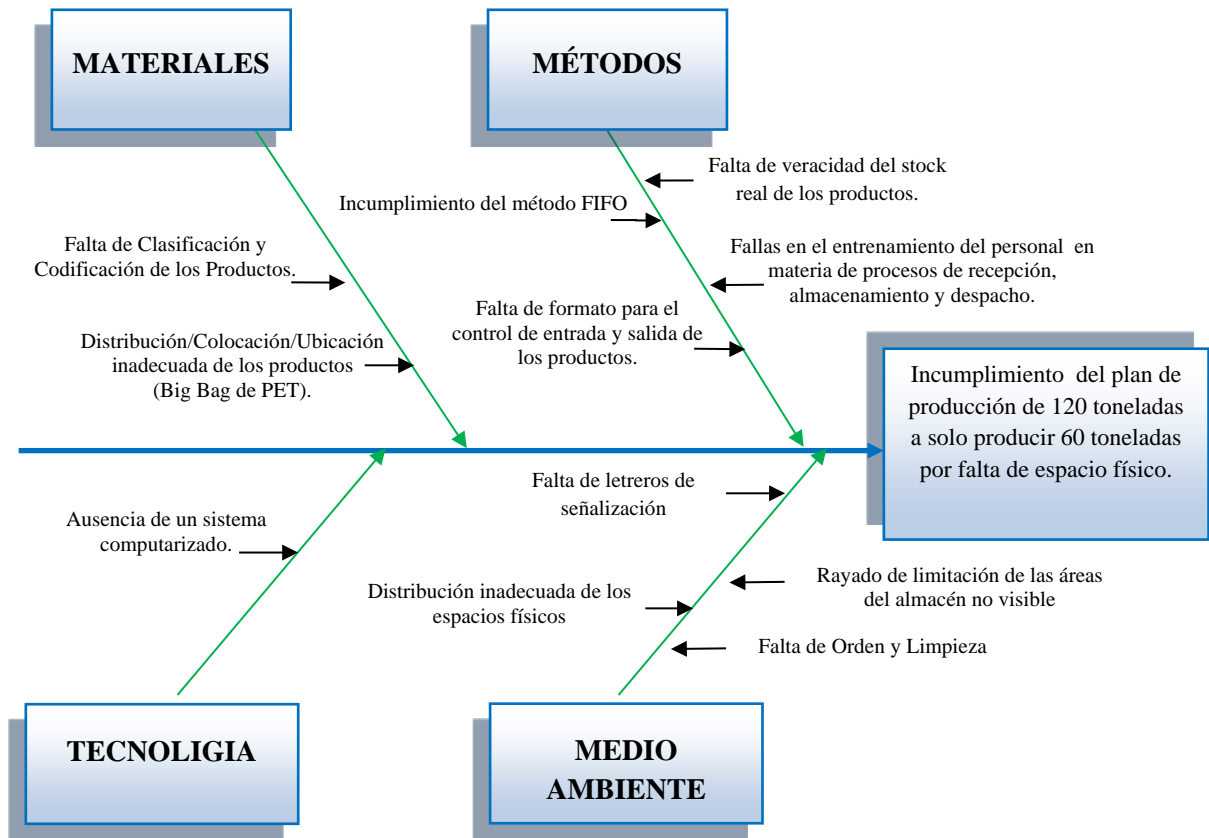 MATERIALES
MÉTODOS
Falta de veracidad del stock
real de los productos.
Incumplimiento del método FIFO
Falta de Clasificación y
Codificación de los Productos.
Fallas en el entrenamiento del personal en
materia de procesos de recepción,
almacenamiento y despacho.
Falta de formato para el
control de entrada y salida de
los productos.
Distribución/Colocación/Ubicación
inadecuada de los productos
(Big Bag de PET).
Incumplimiento del plan de
producción de 120 toneladas
a solo producir 60 toneladas
por falta de espacio físico.
Falta de letreros de
señalización
Ausencia de un sistema
computarizado.
Rayado de limitación de las áreas
del almacén no visible
Distribución inadecuada de los
espacios físicos
Falta de Orden y Limpieza
TECNOLIGIA
MEDIO
AMBIENTE